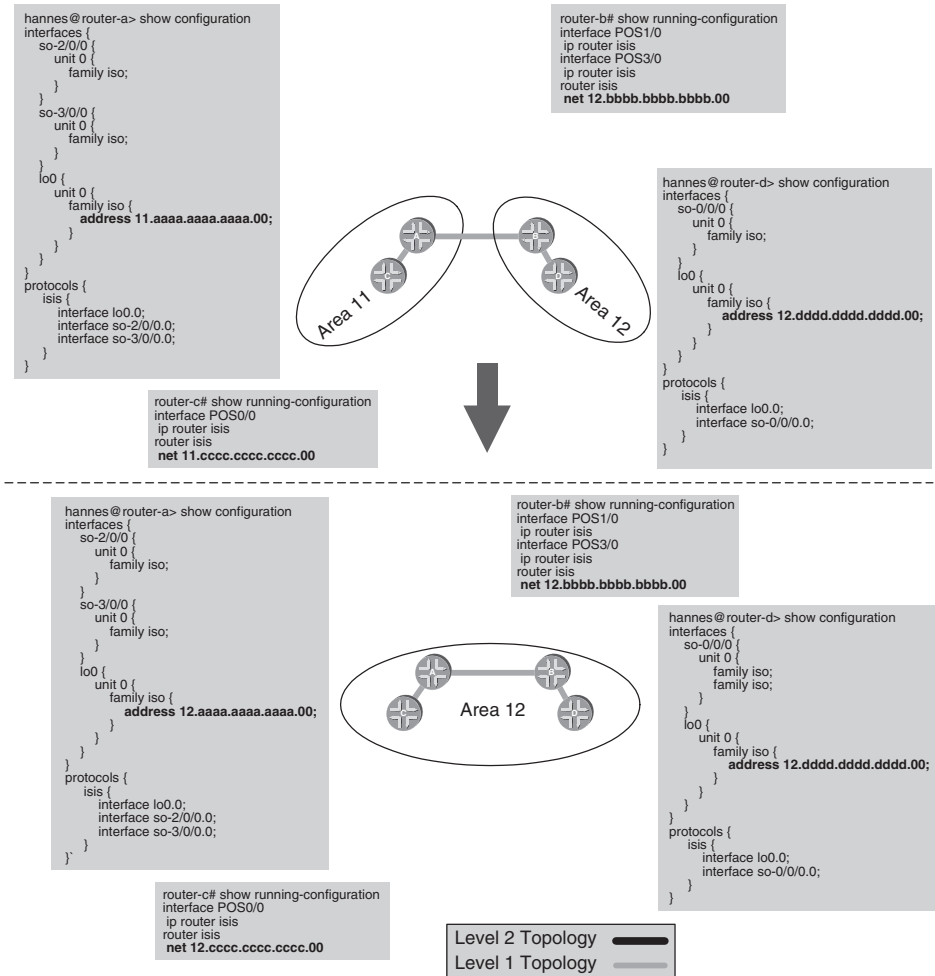 hannes@router-a> show configuration
interfaces {
so-2/0/0 {
unit 0 {
family iso;
}
}
so-3/0/0 {
unit 0 {
family iso;
}
}
lo0 {
unit 0 {
family iso {
address 11.aaaa.aaaa.aaaa.00;
}
}
}
}
protocols {
isis {
interface lo0.0;
interface so-2/0/0.0;
interface so-3/0/0.0;
}
}
router-b# show running-configuration
interface POS1/0
ip router isis
interface POS3/0
ip router isis
router isis
net 12.bbbb.bbbb.bbbb.00
A
B
C
D
Area 11
Area 12
hannes@router-d> show configuration
interfaces {
so-0/0/0 {
unit 0 {
family iso;
}
}
lo0 {
unit 0 {
family iso {
address 12.dddd.dddd.dddd.00;
}
}
}
}
protocols {
isis {
interface lo0.0;
interface so-0/0/0.0;
}
}
router-c# show running-configuration
interface POS0/0
ip router isis
router isis
net 11.cccc.cccc.cccc.00
hannes@router-a> show configuration
interfaces {
so-2/0/0 {
unit 0 {
family iso;
}
}
so-3/0/0 {
unit 0 {
family iso;
}
}
lo0 {
unit 0 {
family iso {
address 12.aaaa.aaaa.aaaa.00;
}
}
}
}
protocols {
isis {
interface lo0.0;
interface so-2/0/0.0;
interface so-3/0/0.0;
}
}`
router-b# show running-configuration
interface POS1/0
ip router isis
interface POS3/0
ip router isis
router isis
net 12.bbbb.bbbb.bbbb.00
A
B
C
Area 12
D
hannes@router-d> show configuration
interfaces {
so-0/0/0 {
unit 0 {
family iso;
family iso;
}
}
lo0 {
unit 0 {
family iso {
address 12.dddd.dddd.dddd.00;
}
}
}
}
protocols {
isis {
interface lo0.0;
interface so-0/0/0.0;
}
}
router-c# show running-configuration
interface POS0/0
ip router isis
router isis
net 12.cccc.cccc.cccc.00
Level 2 Topology
Level 1 Topology